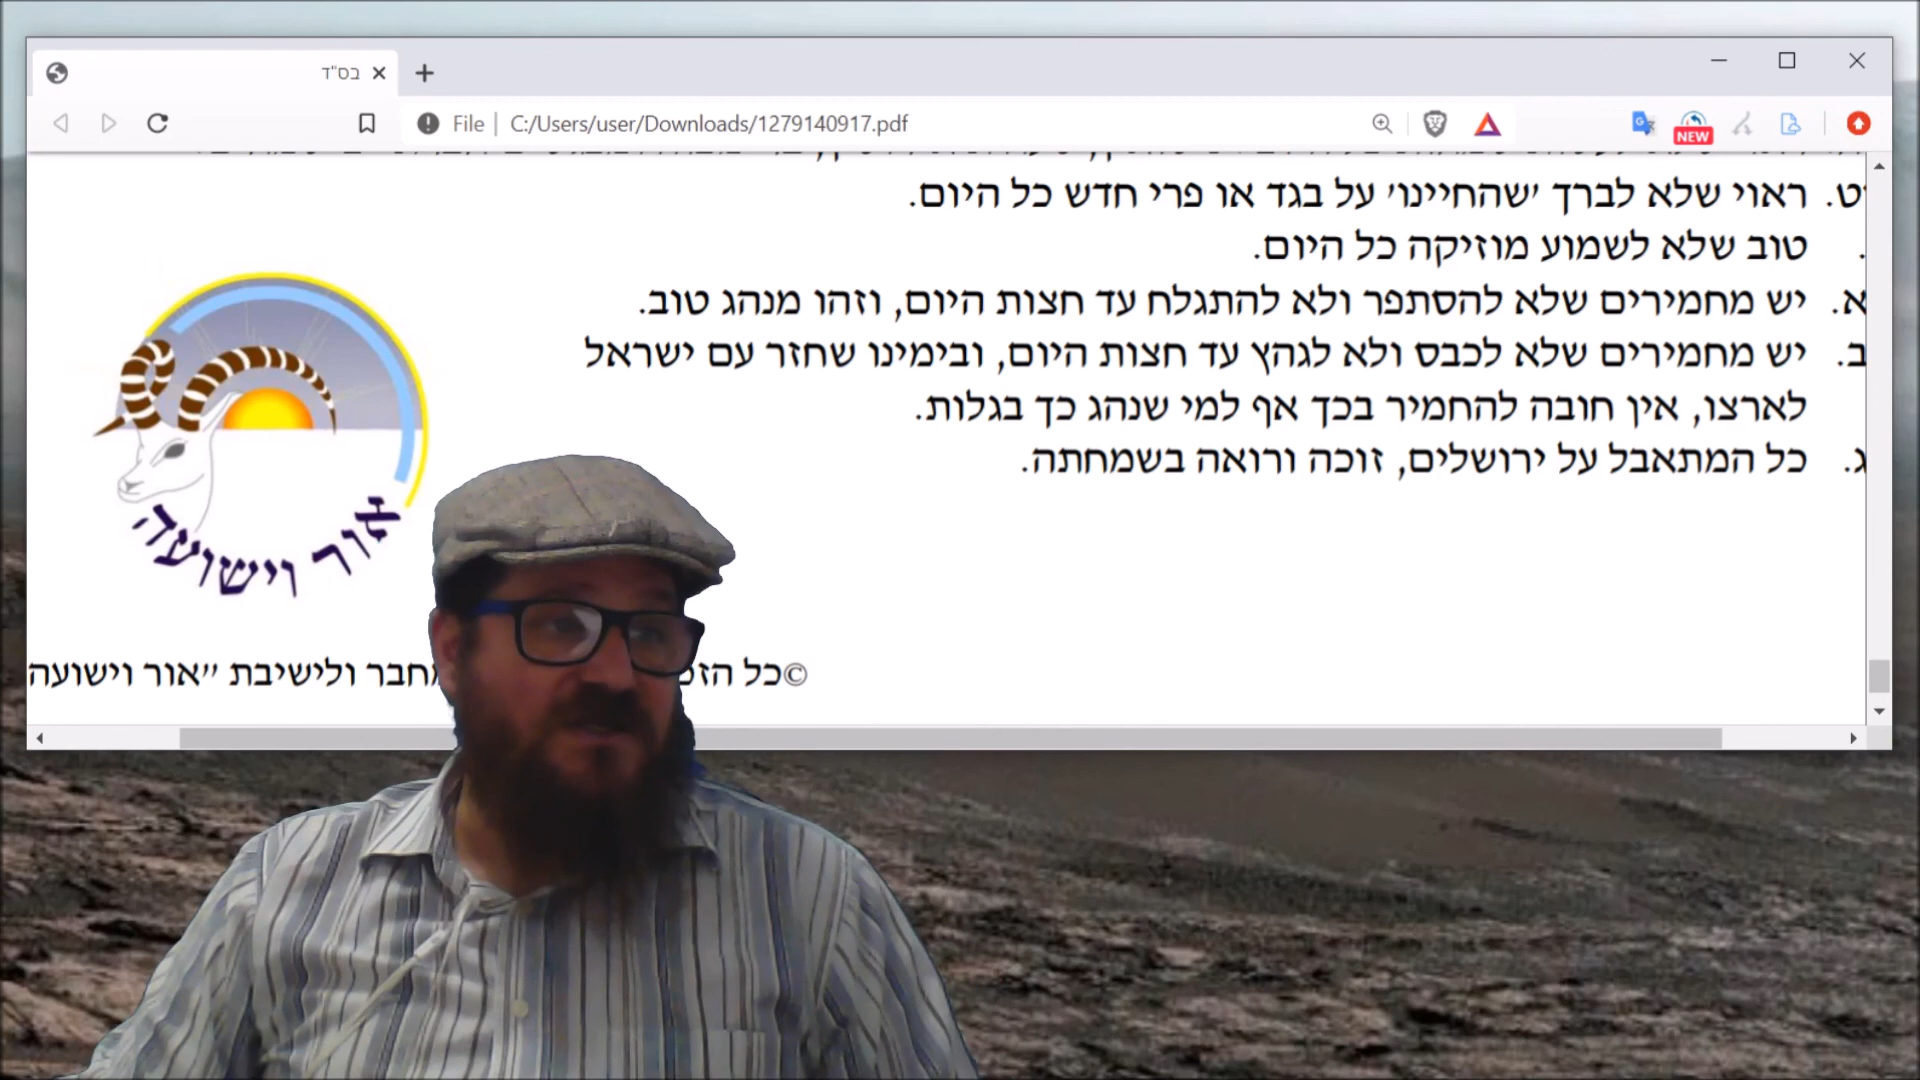 בס"ד
File
C:/Users/user/Downloads/1279140917.pdf
NEW
ט. ראוי שלא לברך 'שהחיינו' על בגד או פרי חדש כל היום.
טוב שלא לשמוע מוזיקה כל היום.
א. יש מחמירים שלא להסתפר ולא להתגלח עד חצות היום, וזהו מנהג טוב.
ב. יש מחמירים שלא לכבס ולא לגהץ עד חצות היום, ובימינו שחזר עם ישראל
לארצו, אין חובה להחמיר בכך אף למי שנהג כך בגלות.
ג. כל המתאבל על ירושלים, זוכה ורואה בשמחתה.
אור וישועה
©כל ולישיבת "אור וישועה